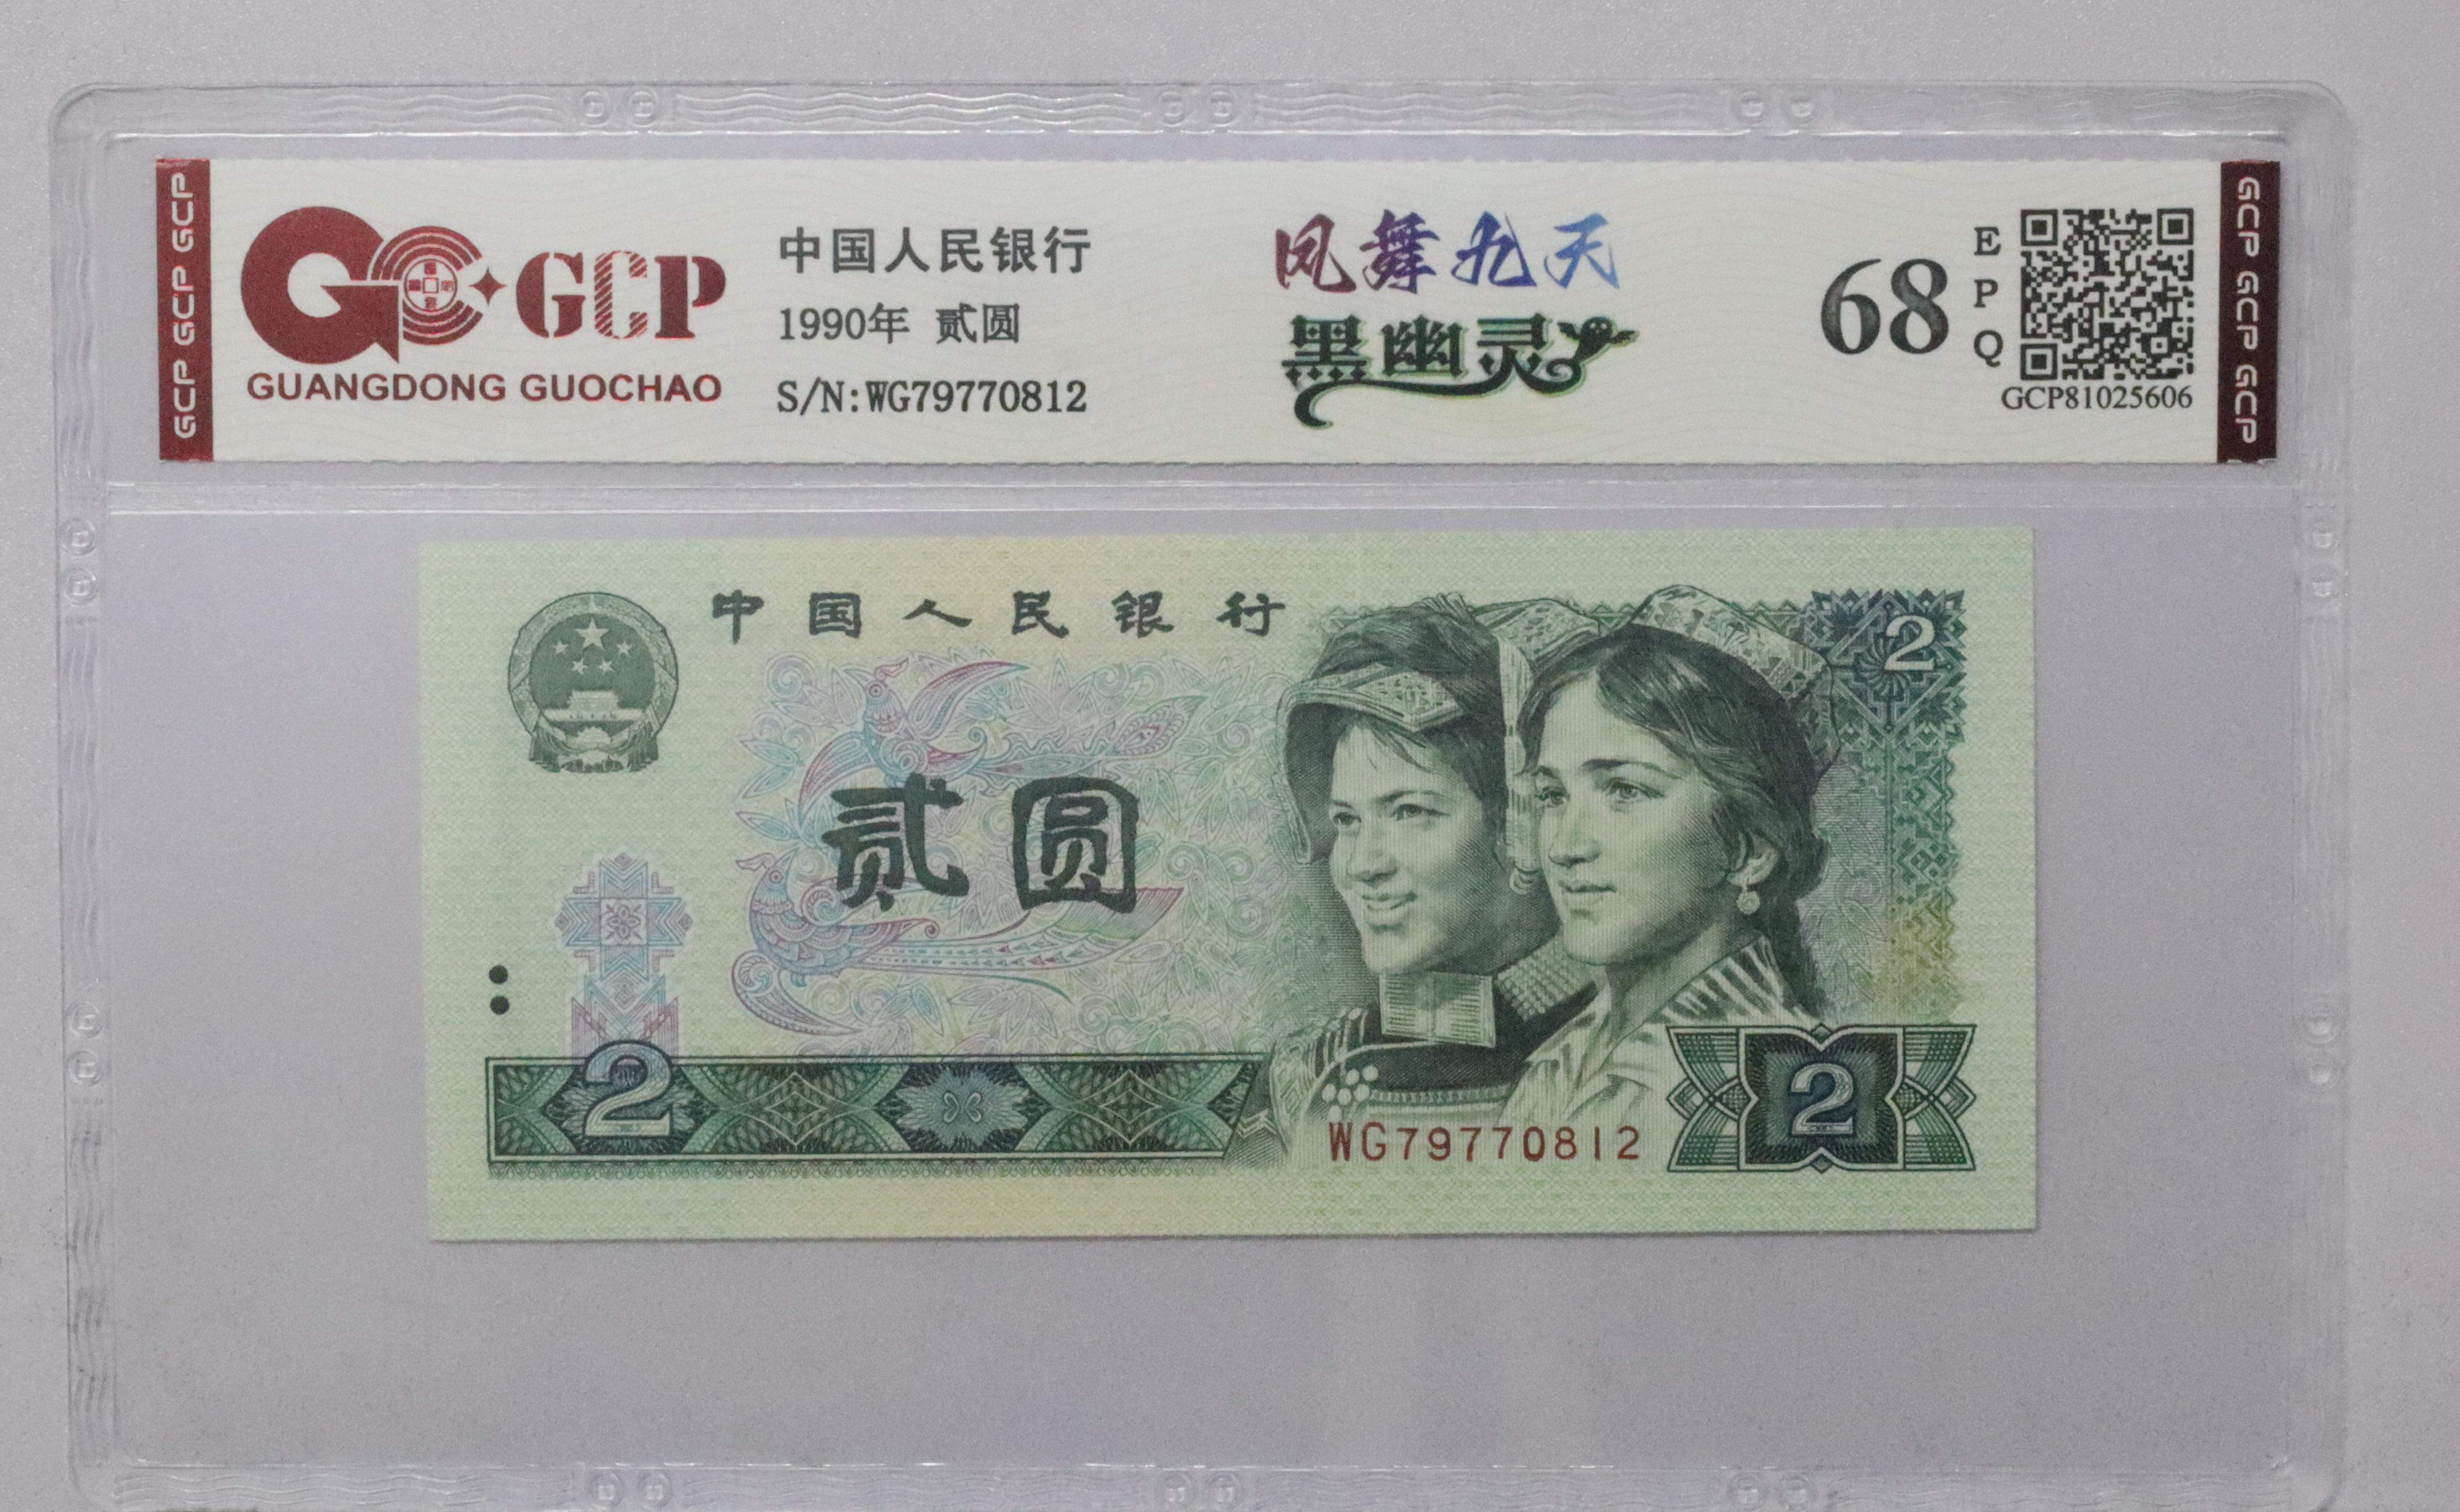 GCP GCP GCP
GCP
GUANGDONG GUOCHAO
中国人民银行
1990年 贰圆
S/N:WG79770812
凤舞九天
黑幽灵
68
E
P
Q
GCP81025606
GCP GCP GCP
中国人民银行
2
贰圆
2
2
WG79770812